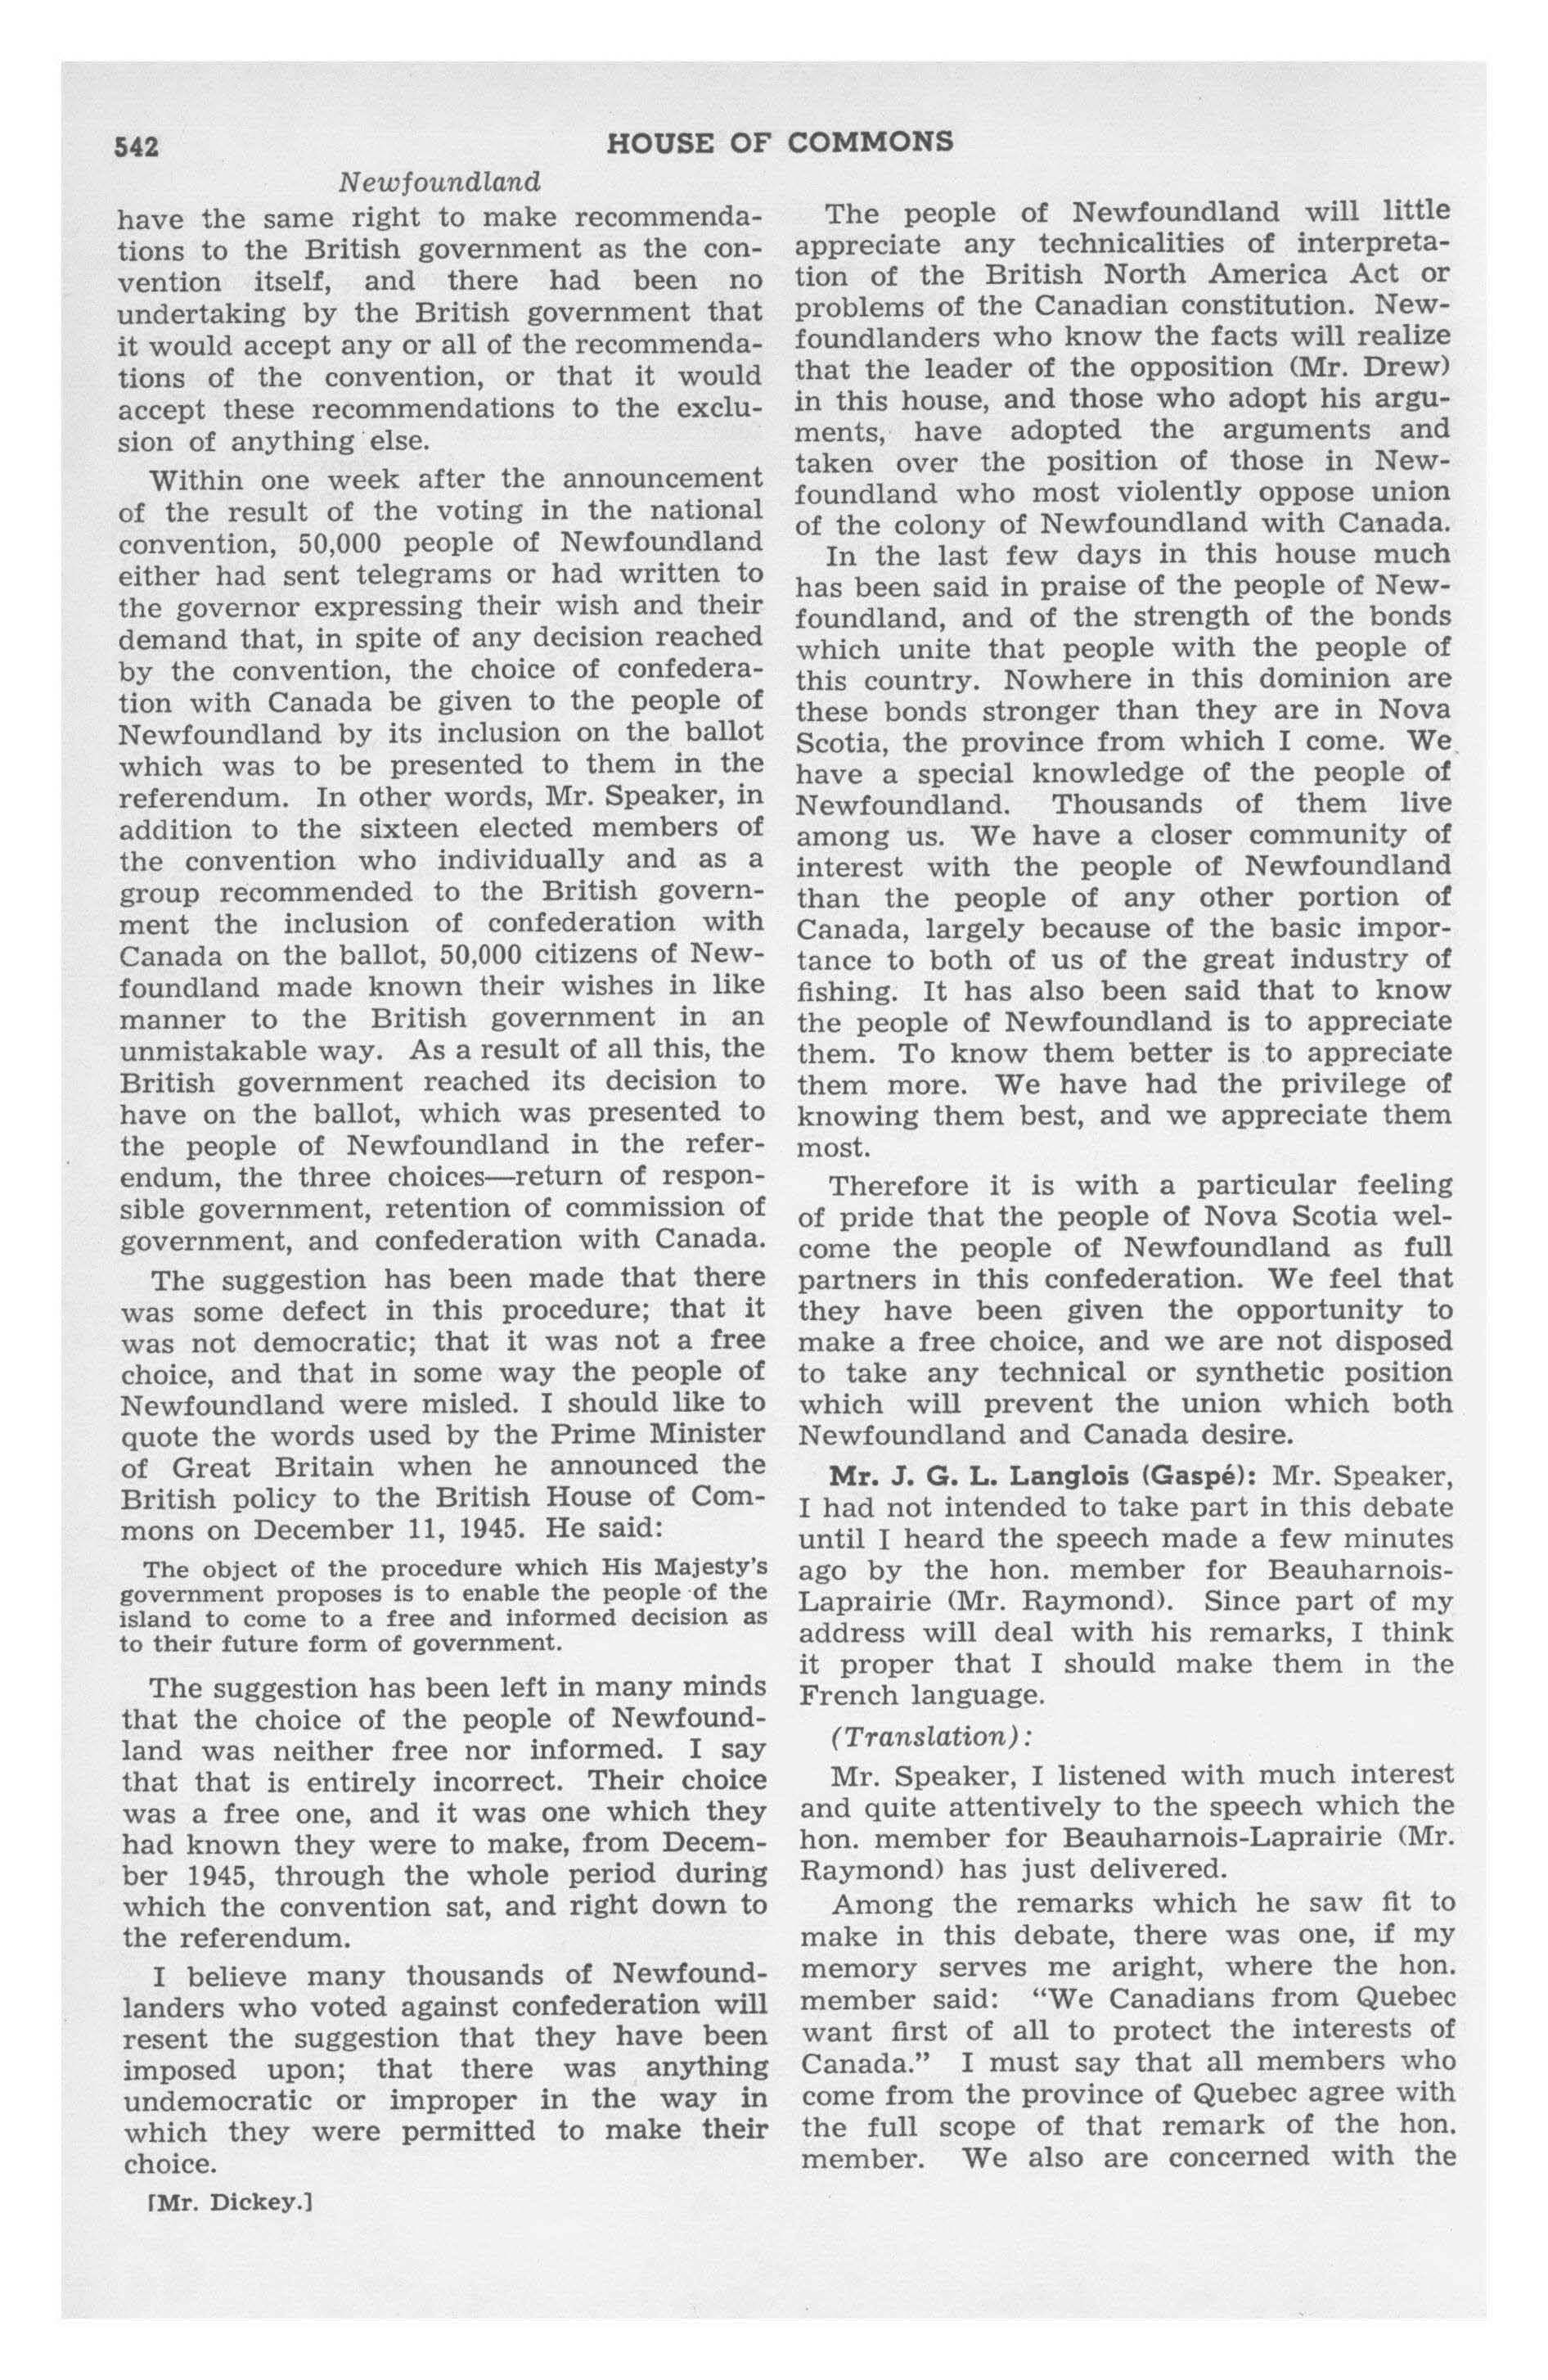 542
HOUSE OF COMMONS
Newfoundland
have the same right to make recommenda-
tions to the British government as the con-
vention itself, and there had been no
undertaking by the British government that
it would accept any or all of the recommenda-
tions of the convention, or that it would
accept these recommendations to the exclu-
sion of anything else.
Within one week after the announcement
of the result of the voting in the national
convention, 50,000 people of Newfoundland
either had sent telegrams or had written to
the governor expressing their wish and their
demand that, in spite of any decision reached
by the convention, the choice of confedera-
tion with Canada be given to the people of
Newfoundland by its inclusion on the ballot
which was to be presented to them in the
referendum. In other words, Mr. Speaker, in
addition to the sixteen elected members of
the convention who individually and as a
group recommended to the British govern-
ment the inclusion of confederation with
Canada on the ballot, 50,000 citizens of New-
foundland made known their wishes in like
manner to the British government in an
unmistakable way. As a result of all this, the
British government reached its decision to
have on the ballot, which was presented to
the people of Newfoundland in the refer-
endum, the three choices—return of respon-
sible government, retention of commission of
government, and confederation with Canada.
The suggestion has been made that there
was some defect in this procedure; that it
was not democratic; that it was not a free
choice, and that in some way the people of
Newfoundland were misled. I should like to
quote the words used by the Prime Minister
of Great Britain when he announced the
British policy to the British House of Com-
mons on December 11, 1945. He said:
The object of the procedure which His Majesty's
government proposes is to enable the people of the
island to come to a free and informed decision as
to their future form of government.
The suggestion has been left in many minds
that the choice of the people of Newfound-
land was neither free nor informed. I say
that that is entirely incorrect. Their choice
was a free one, and it was one which they
had known they were to make, from Decem-
ber 1945, through the whole period during
which the convention sat, and right down to
the referendum.
I believe many thousands of Newfound-
landers who voted against confederation will
resent the suggestion that they have been
imposed upon; that there was anything
undemocratic or improper in the way in
which they were permitted to make their
choice.
[Mr. Dickey.]
The people of Newfoundland will little
appreciate any technicalities of interpreta-
tion of the British North America Act or
problems of the Canadian constitution. New-
foundlanders who know the facts will realize
that the leader of the opposition (Mr. Drew)
in this house, and those who adopt his argu-
ments, have adopted the arguments and
taken over the position of those in New-
foundland who most violently oppose union
of the colony of Newfoundland with Canada.
In the last few days in this house much
has been said in praise of the people of New-
foundland, and of the strength of the bonds
which unite that people with the people of
this country. Nowhere in this dominion are
these bonds stronger than they are in Nova
Scotia, the province from which I come. We
have a special knowledge of the people of
Newfoundland. Thousands of them live
among us. We have a closer community of
interest with the people of Newfoundland
than the people of any other portion of
Canada, largely because of the basic impor-
tance to both of us of the great industry of
fishing. It has also been said that to know
the people of Newfoundland is to appreciate
them. To know them better is to appreciate
them more. We have had the privilege of
knowing them best, and we appreciate them
most.
Therefore it is with a particular feeling
of pride that the people of Nova Scotia wel-
come the people of Newfoundland as full
partners in this confederation. We feel that
they have been given the opportunity to
make a free choice, and we are not disposed
to take any technical or synthetic position
which will prevent the union which both
Newfoundland and Canada desire.
Mr. J. G. L. Langlois (Gaspé): Mr. Speaker,
I had not intended to take part in this debate
until I heard the speech made a few minutes
ago by the hon. member for Beauharnois-
Laprairie (Mr. Raymond). Since part of my
address will deal with his remarks, I think
it proper that I should make them in the
French language.
(Translation):
Mr. Speaker, I listened with much interest
and quite attentively to the speech which the
hon. member for Beauharnois-Laprairie (Mr.
Raymond) has just delivered.
Among the remarks which he saw fit to
make in this debate, there was one, if my
memory serves me aright, where the hon.
member said: “We Canadians from Quebec
want first of all to protect the interests of
Canada.” I must say that all members who
come from the province of Quebec agree with
the full scope of that remark of the hon.
member. We also are concerned with the